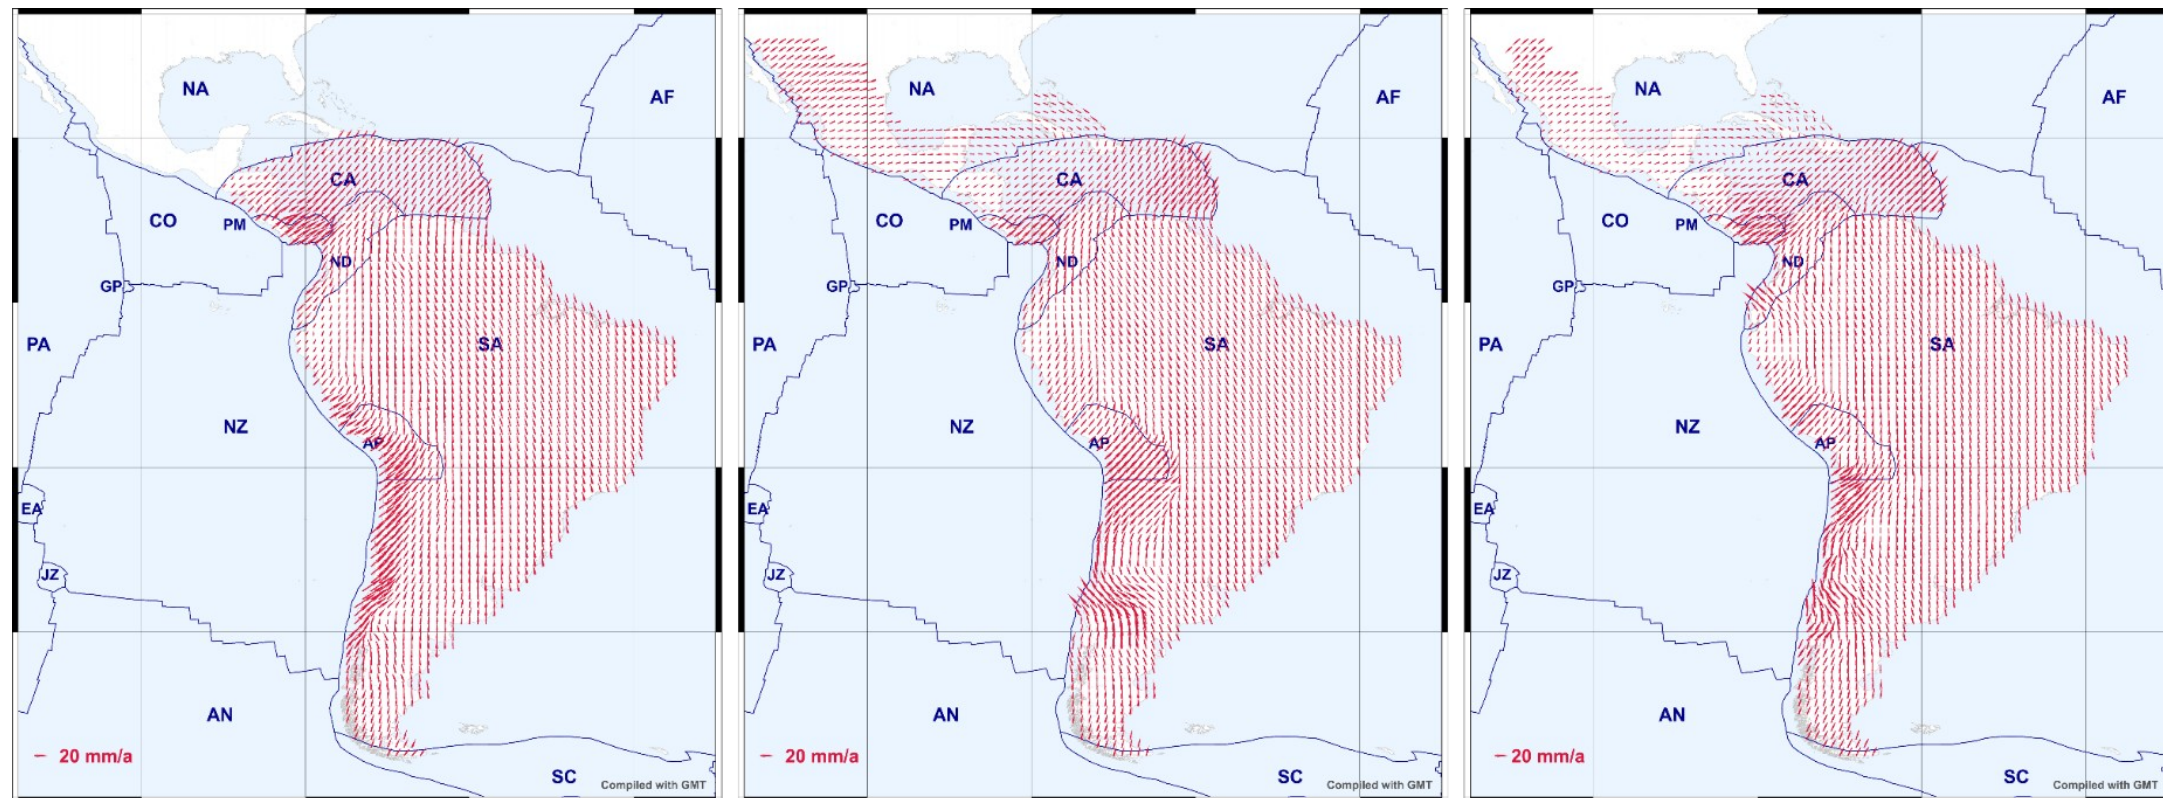 NA
AF
CA
CO
PM
ND
GP
PA
SA
NZ
AP
EA
JZ
AN
20 mm/a
SC
Compiled with GMT
NA
AF
CA
CO
PM
ND
GP
PA
SA
NZ
AP
EA
JZ
AN
20 mm/a
SC
Compiled with GMT
NA
AF
CA
CO
PM
ND
GP
PA
SA
NZ
AP
EA
JZ
AN
20 mm/a
SC
Compiled with GMT